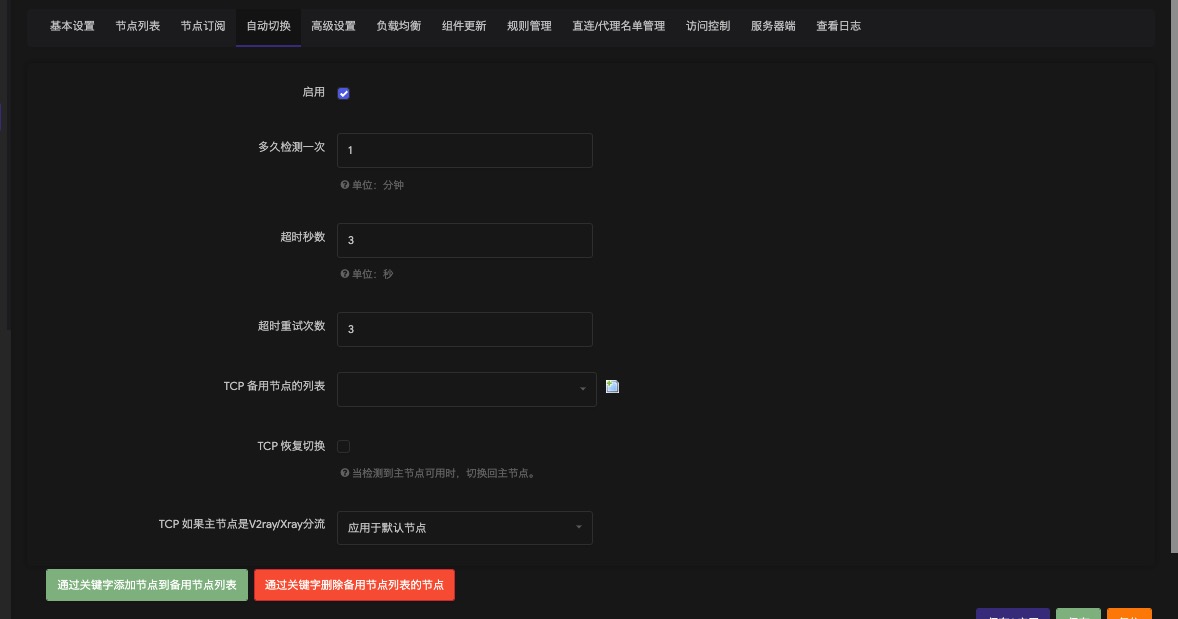 基本设置 节点列表 节点订阅 自动切换 高级设置 负载均衡 组件更新 规则管理 直连/代理名单管理 访问控制 服务器端 查看日志
启用
多久检测一次 1
单位：分钟
超时秒数 3
单位：秒
超时重试次数 3
TCP 备用节点的列表
TCP 恢复切换
当检测到主节点可用时，切换回主节点。
TCP 如果主节点是V2ray/Xray分流 应用于默认节点
通过关键字添加节点到备用节点列表 通过关键字删除备用节点列表的节点